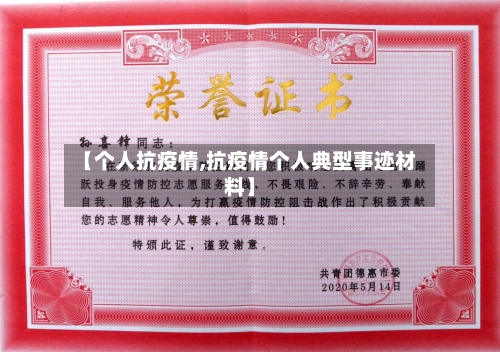 荣誉证书
孙喜锋同志：
【个人抗疫情,抗疫情个人典型事迹材
料】
踊
跃投身疫情防控志愿服务
不畏艰险、不辞辛劳、奉献
自我、服务他人，为打赢疫情防控阻击战作出了积极贡献
您的志愿精神令人尊崇，值得鼓励！
特颁此证，谨致谢意。
共青团德惠市委
2020年5月14日